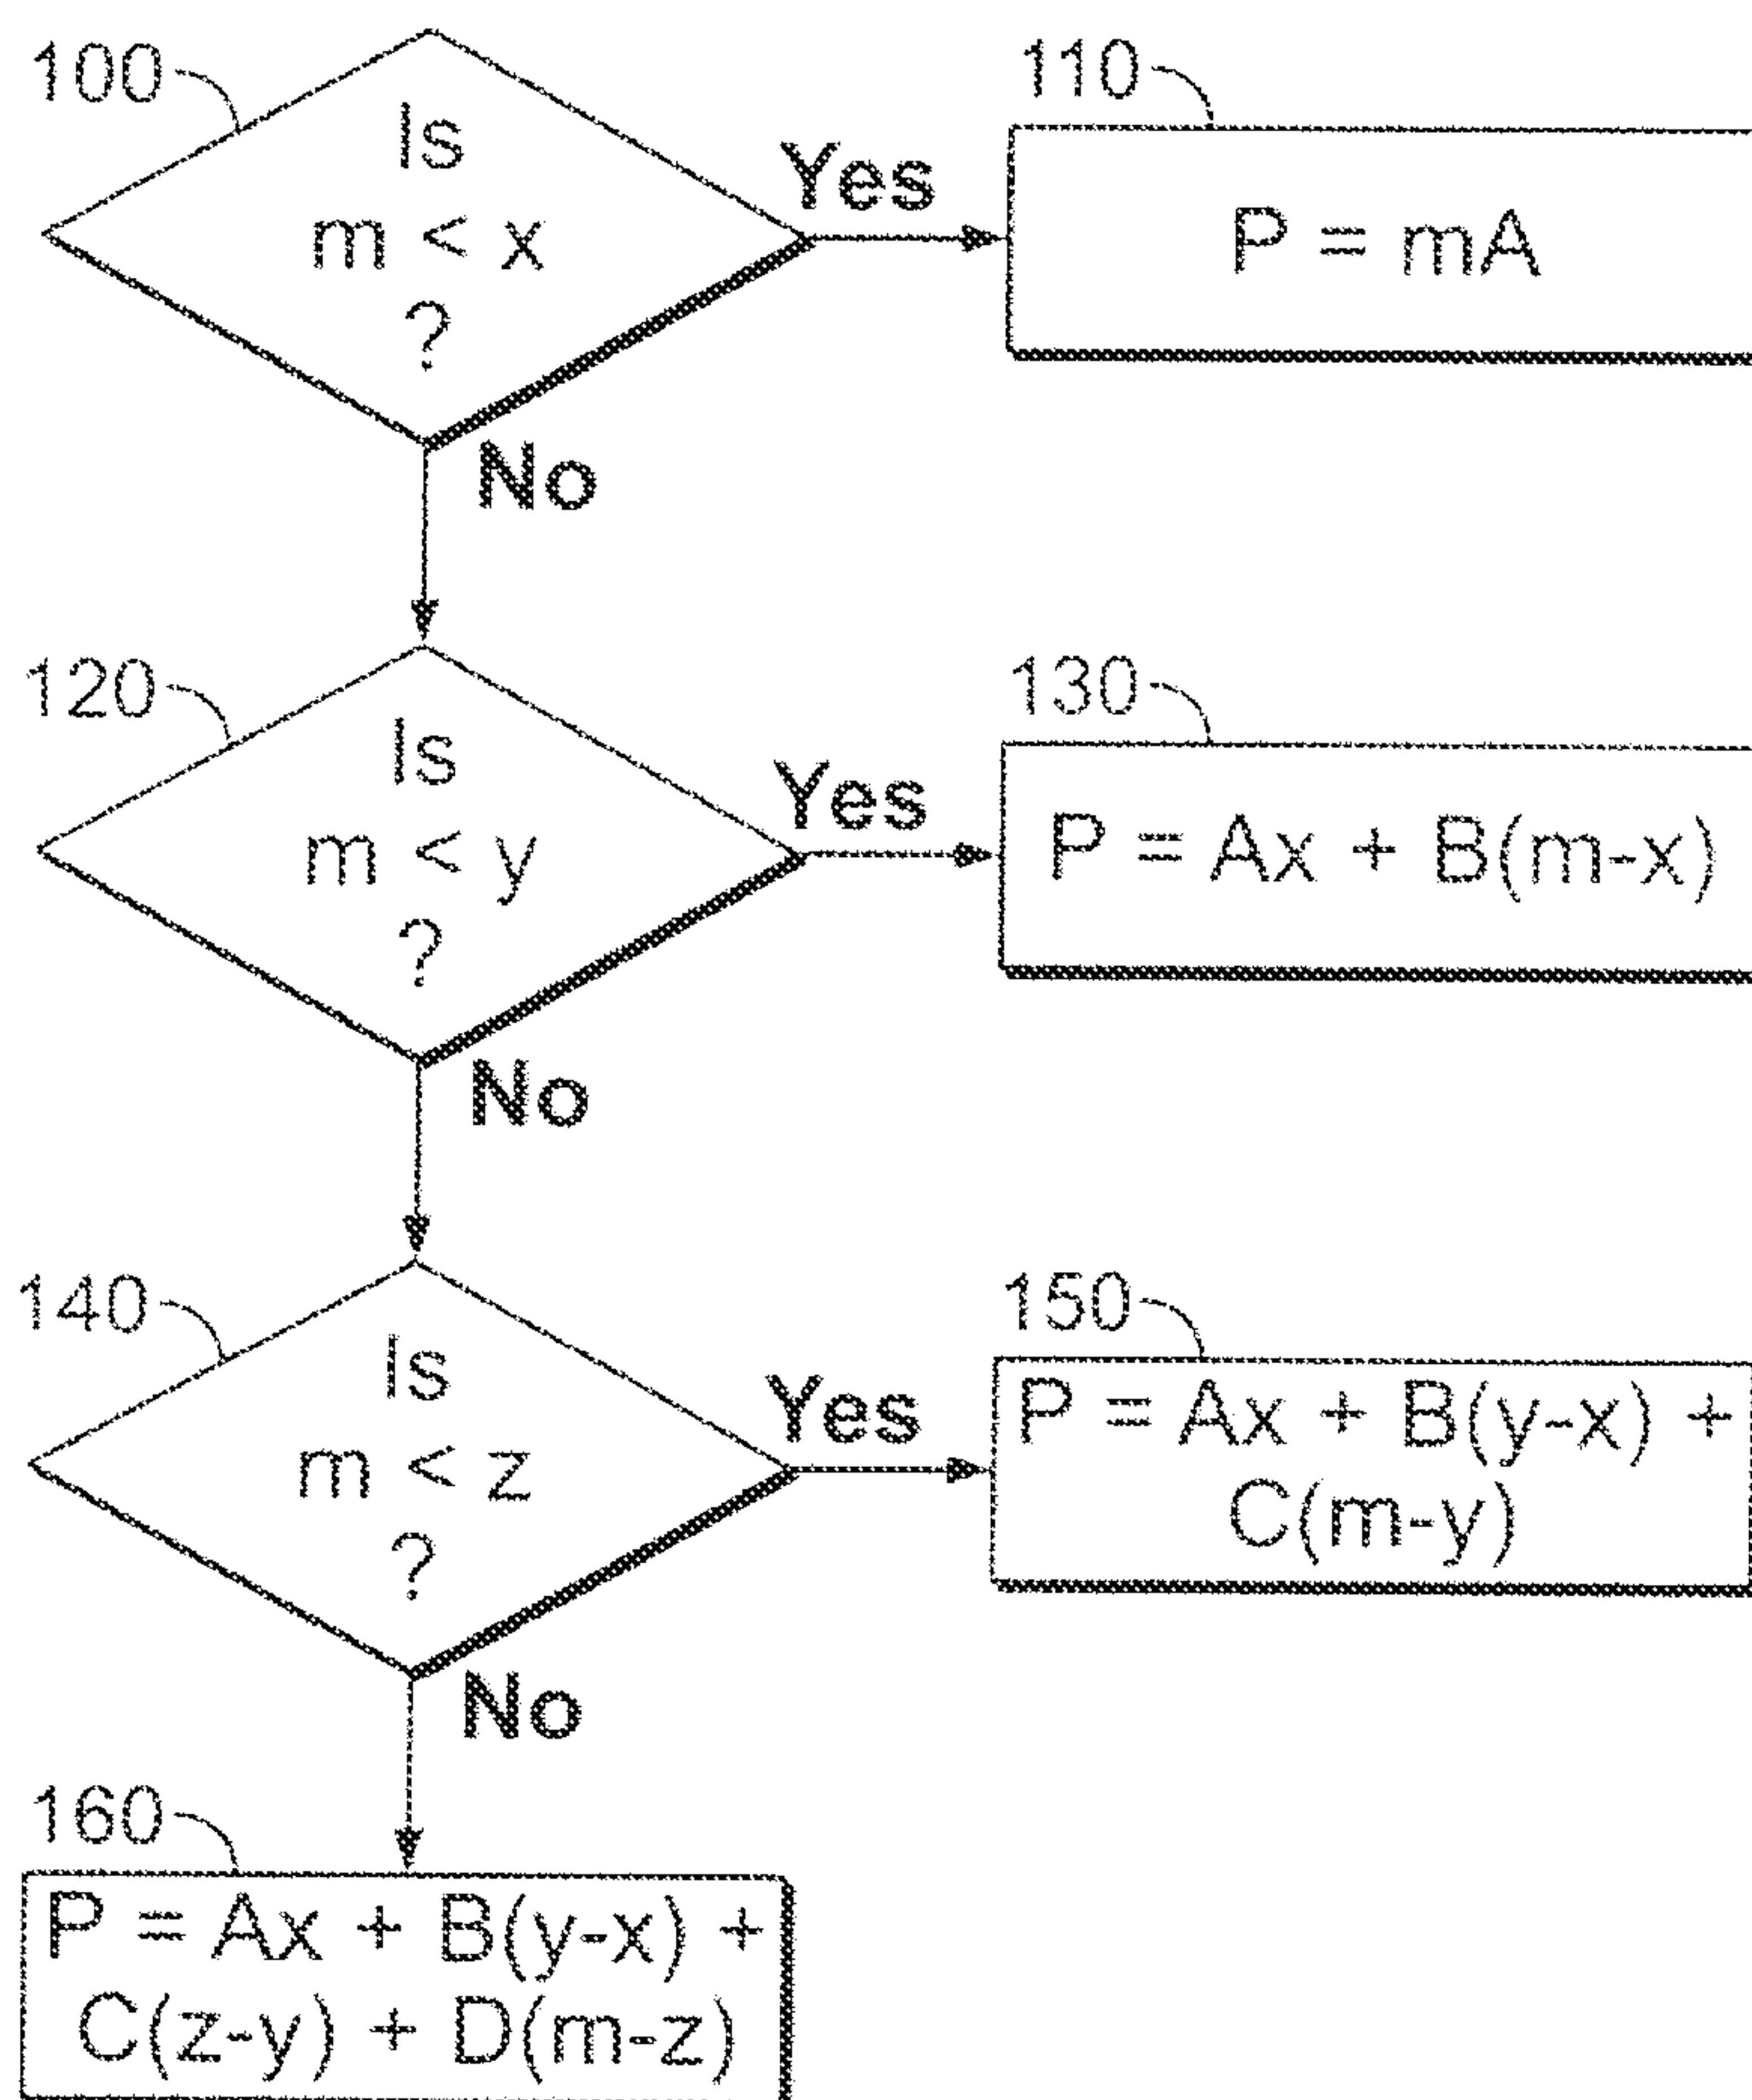 100
Is
m < x
?
Yes
110
P = mA
No
120
Is
m < y
?
Yes
130
P = Ax + B(m-x)
No
140
Is
m < z
?
Yes
150
P = Ax + B(y-x) +
C(m-y)
No
160
P = Ax + B(y-x) +
C(z-y) + D(m-z)